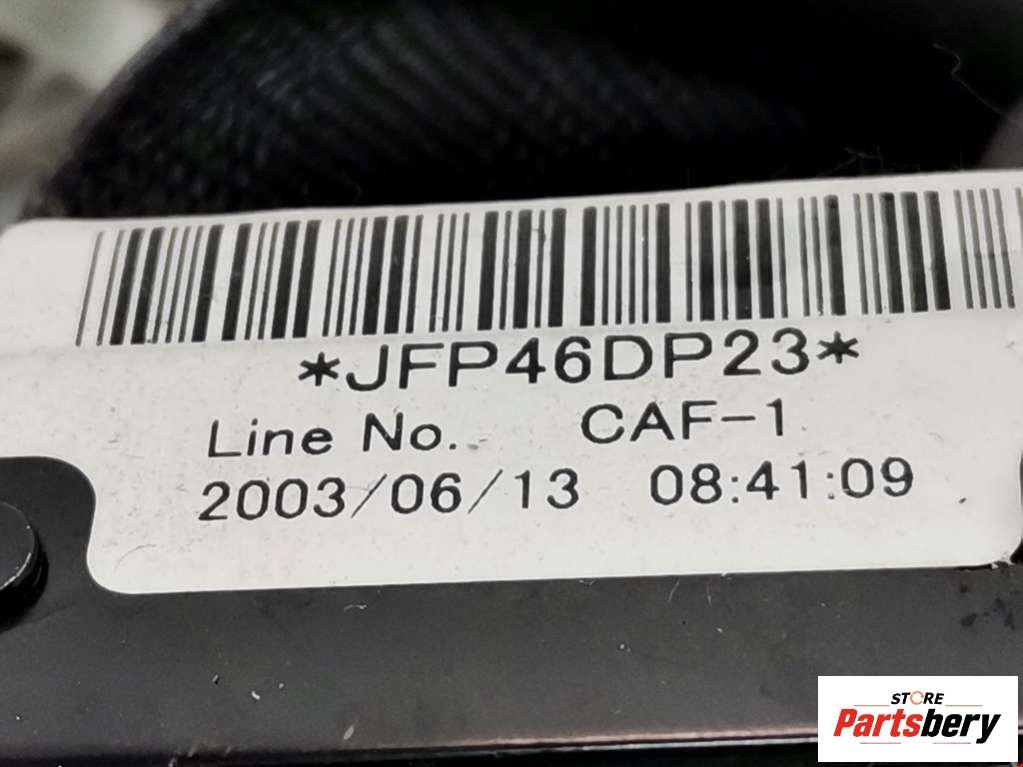 *JFP46DP23*
Line No. CAF-1
2003/06/13 08:41:09
STORE
Partsbery